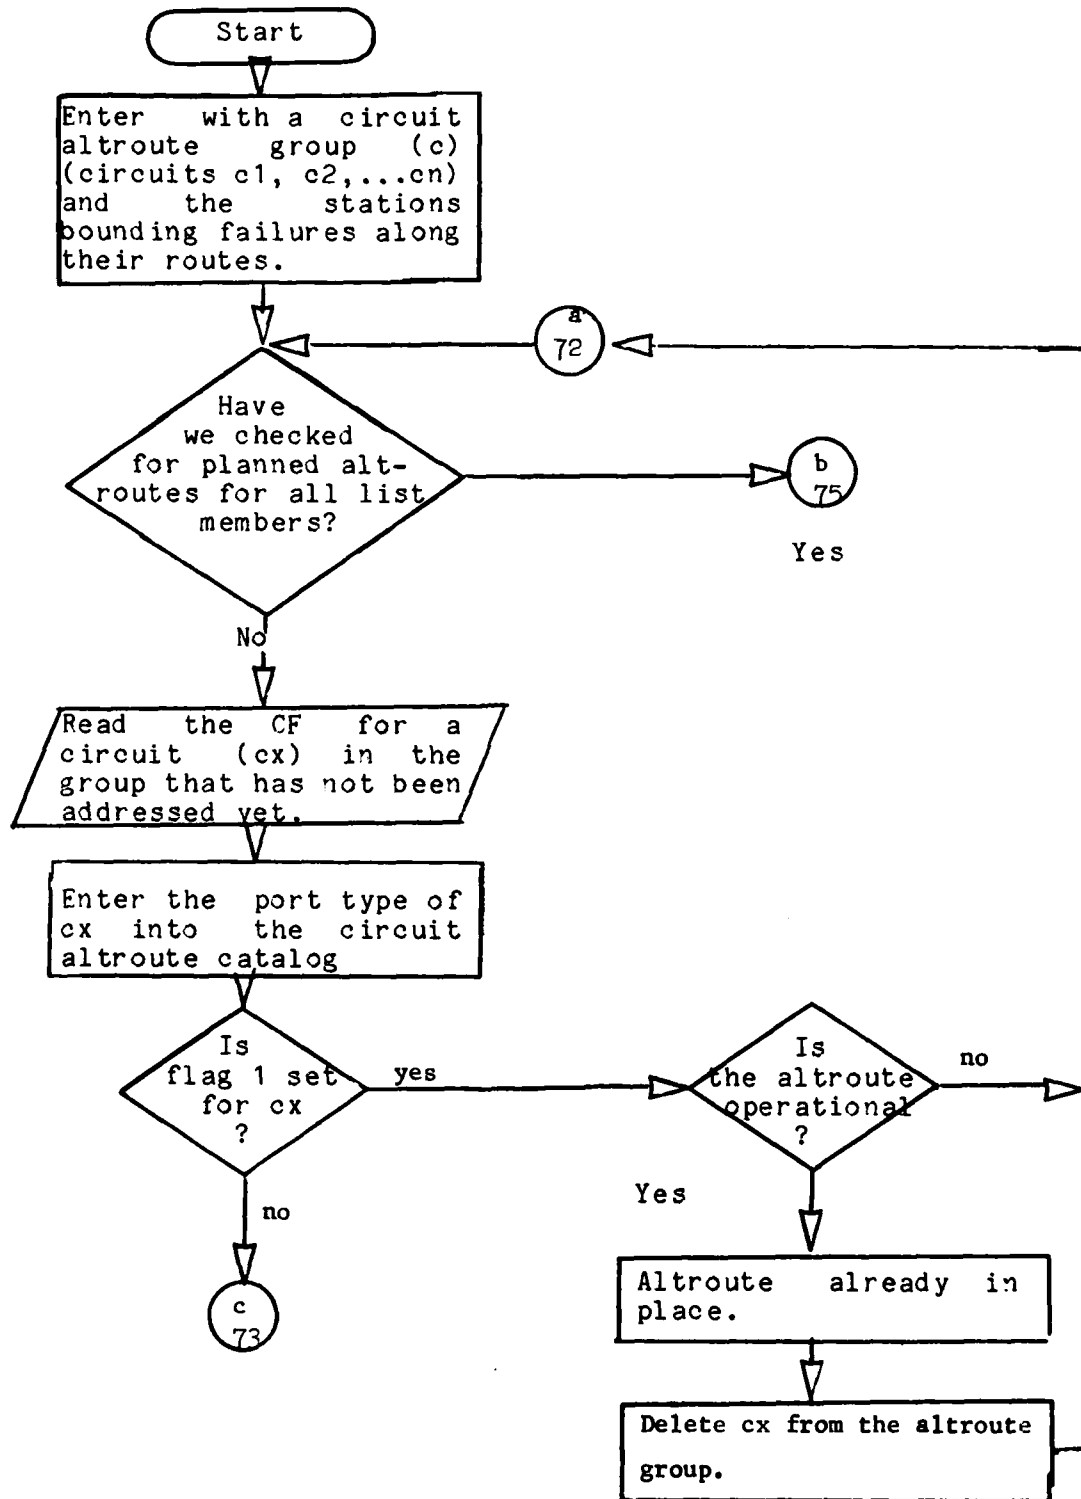 Start
Enter with a circuit
altroute group (c)
(circuits c1, c2,...cn)
and the stations
bounding failures along
their routes.
a
72
Have
we checked
for planned alt-
routes for all list
members?
b
75
Yes
No
Read the CF for a
circuit (cx) in the
group that has not been
addressed yet.
Enter the port type of
cx into the circuit
altroute catalog
Is
flag 1 set
for cx
?
yes
Is
the altroute
operational
?
no
Yes
no
c
73
Altroute already in
place.
Delete cx from the altroute
group.